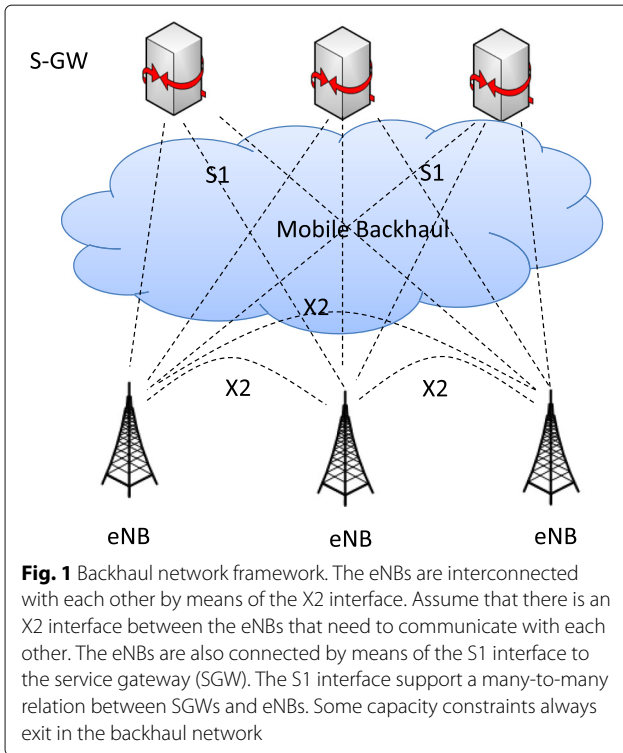 S-GW
S1
S1
Mobile Backhaul
X2
X2
X2
eNB
eNB
eNB
Fig. 1 Backhaul network framework. The eNBs are interconnected
with each other by means of the X2 interface. Assume that there is an
X2 interface between the eNBs that need to communicate with each
other. The eNBs are also connected by means of the S1 interface to
the service gateway (SGW). The S1 interface support a many-to-many
relation between SGWs and eNBs. Some capacity constraints always
exit in the backhaul network